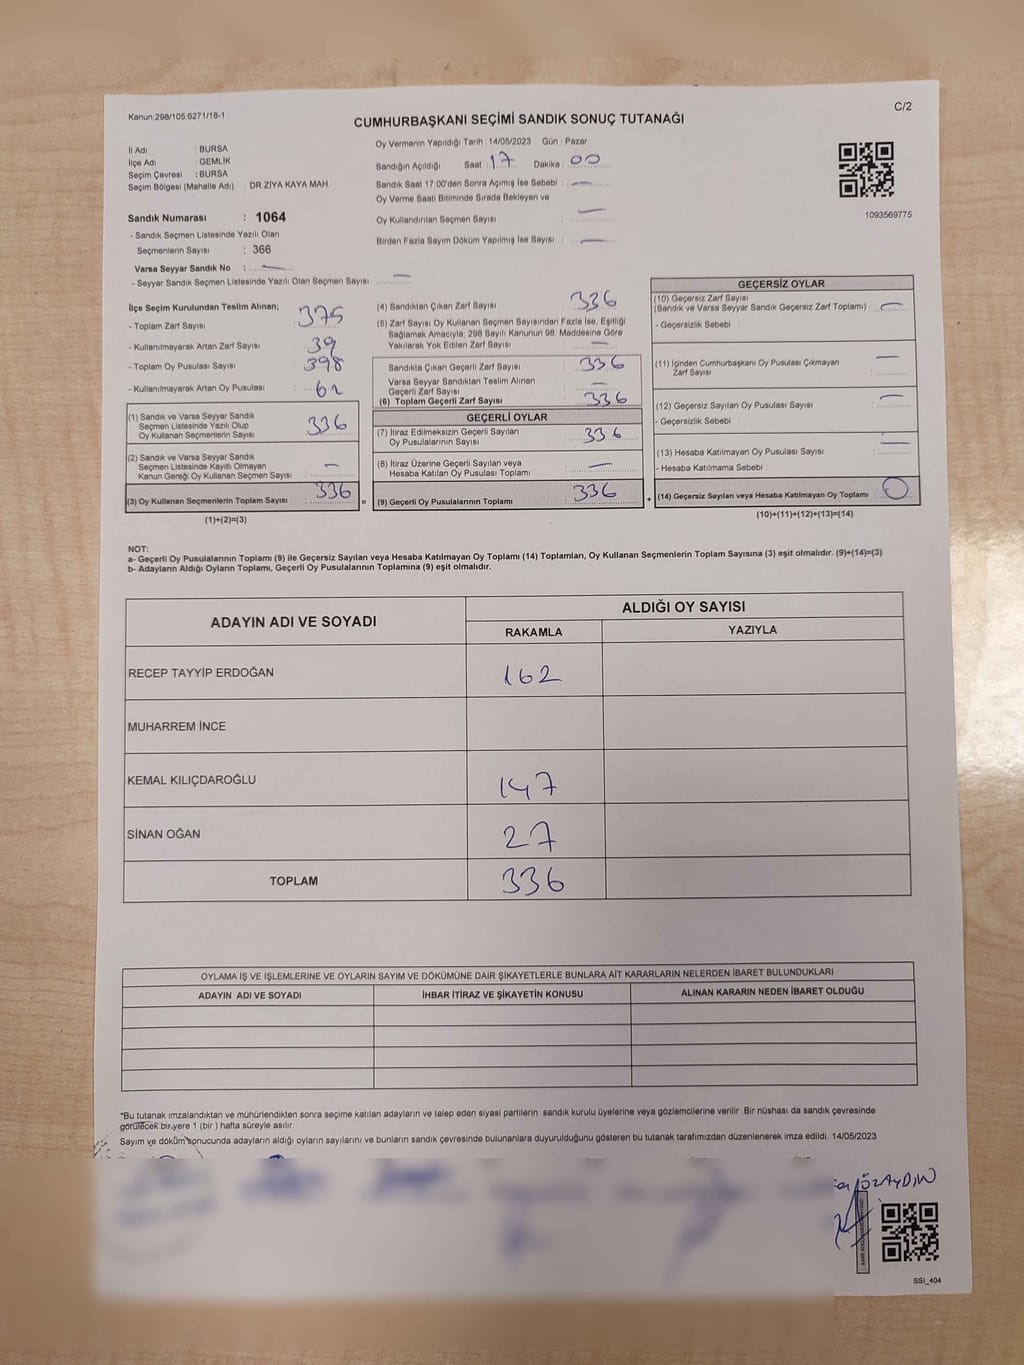 C/2
Kanun:298/105;6271/18-1
CUMHURBAŞKANI SEÇİMİ SANDIK SONUÇ TUTANAĞI
İl Adı : BURSA
İlçe Adı : GEMLİK
Seçim Çevresi : BURSA
Seçim Bölgesi (Mahalle Adı) : DR.ZİYA KAYA MAH.
Sandık Numarası : 1064
- Sandık Seçmen Listesinde Yazılı Olan
Seçmenlerin Sayısı : 366
Varsa Seyyar Sandık No : —
- Seyyar Sandık Seçmen Listesinde Yazılı Olan Seçmen Sayısı —
Oy Vermenin Yapıldığı Tarih : 14/05/2023 Gün : Pazar
Sandığın Açıldığı Saat : 17 Dakika : 00
Sandık Saat 17.00'den Sonra Açımış İse Sebebi : —
Oy Verme Saati Bitiminde Sırada Bekleyen ve
Oy Kullandırılan Seçmen Sayısı : —
Birden Fazla Sayım Döküm Yapılmış İse Sayısı : —
1093569775
İlçe Seçim Kurulundan Teslim Alınan;
- Toplam Zarf Sayısı : 375
- Kullanılmayarak Artan Zarf Sayısı : 39
- Toplam Oy Pusulası Sayısı : 398
- Kullanılmayarak Artan Oy Pusulası : 62
(1) Sandık ve Varsa Seyyar Sandık
Seçmen Listesinde Yazılı Olup
Oy Kullanan Seçmenlerin Sayısı : 336
(2) Sandık ve Varsa Seyyar Sandık
Seçmen Listesinde Kayıtlı Olmayan
Kanun Gereği Oy Kullanan Seçmen Sayısı : —
(3) Oy Kullanan Seçmenlerin Toplam Sayısı : 336
(1)+(2)=(3)
(4) Sandıktan Çıkan Zarf Sayısı : 336
(5) Zarf Sayısı Oy Kullanan Seçmen Sayısından Fazla İse, Eşitliği
Sağlamak Amacıyla; 298 Sayılı Kanunun 98. Maddesine Göre
Yakılarak Yok Edilen Zarf Sayısı : —
Sandıkta Çıkan Geçerli Zarf Sayısı : 336
Varsa Seyyar Sandıktan Teslim Alınan
Geçerli Zarf Sayısı : —
(6) Toplam Geçerli Zarf Sayısı : 336
GEÇERLİ OYLAR
(7) İtiraz Edilmeksizin Geçerli Sayılan
Oy Pusulalarının Sayısı : 336
(8) İtiraz Üzerine Geçerli Sayılan veya
Hesaba Katılan Oy Pusulası Toplamı : —
= (9) Geçerli Oy Pusulalarının Toplamı : 336
GEÇERSİZ OYLAR
(10) Geçersiz Zarf Sayısı
(Sandık ve Varsa Seyyar Sandık Geçersiz Zarf Toplamı) : —
- Geçersizlik Sebebi :
(11) İçinden Cumhurbaşkanı Oy Pusulası Çıkmayan
Zarf Sayısı : —
(12) Geçersiz Sayılan Oy Pusulası Sayısı : —
- Geçersizlik Sebebi :
(13) Hesaba Katılmayan Oy Pusulası Sayısı : —
- Hesaba Katılmama Sebebi :
+ (14) Geçersiz Sayılan veya Hesaba Katılmayan Oy Toplamı : 0
(10)+(11)+(12)+(13)=(14)
NOT:
a- Geçerli Oy Pusulalarının Toplamı (9) ile Geçersiz Sayılan veya Hesaba Katılmayan Oy Toplamı (14) Toplamları, Oy Kullanan Seçmenlerin Toplam Sayısına (3) eşit olmalıdır. (9)+(14)=(3)
b- Adayların Aldığı Oyların Toplamı, Geçerli Oy Pusulalarının Toplamına (9) eşit olmalıdır.
ADAYIN ADI VE SOYADI
ALDIĞI OY SAYISI
RAKAMLA YAZIYLA
RECEP TAYYİP ERDOĞAN 162
MUHARREM İNCE
KEMAL KILIÇDAROĞLU 147
SİNAN OĞAN 27
TOPLAM 336
OYLAMA İŞ VE İŞLEMLERİNE VE OYLARIN SAYIM VE DÖKÜMÜNE DAİR ŞİKAYETLERLE BUNLARA AİT KARARLARIN NELERDEN İBARET BULUNDUKLARI
ADAYIN ADI VE SOYADI İHBAR İTİRAZ VE ŞİKAYETİN KONUSU ALINAN KARARIN NEDEN İBARET OLDUĞU
*Bu tutanak imzalandıktan ve mühürlendikten sonra seçime katılan adayların ve talep eden siyasi partilerin sandık kurulu üyelerine veya gözlemcilerine verilir. Bir nüshası da sandık çevresinde
görülecek bir yere 1 (bir ) hafta süreyle asılır.
Sayım ve döküm sonucunda adayların aldığı oyların sayılarını ve bunların sandık çevresinde bulunanlara duyurulduğunu gösteren bu tutanak tarafımızdan düzenlenerek imza edildi. 14/05/2023
ÖZAYDIN
SSI_404